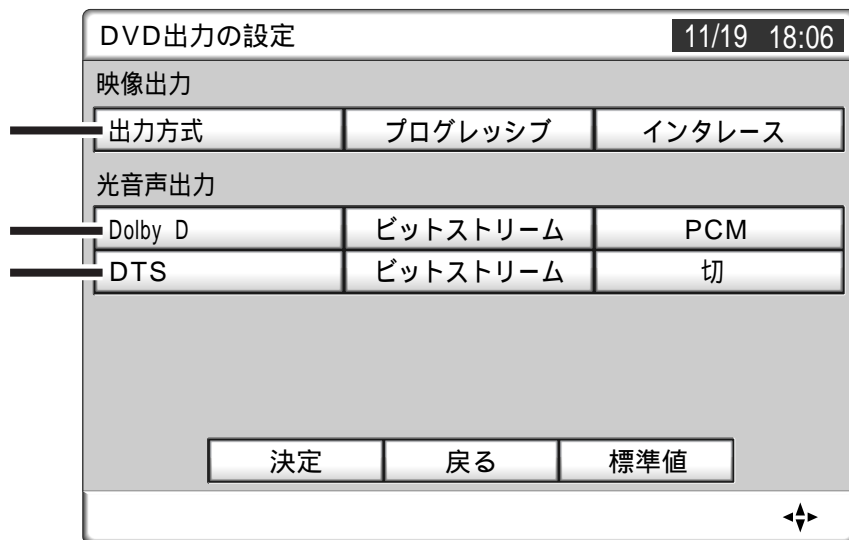 DVD出力の設定 11/19 18:06
映像出力
出力方式 プログレッシブ インタレース
光音声出力
Dolby D ビットストリーム PCM
DTS ビットストリーム 切
決定 戻る 標準値